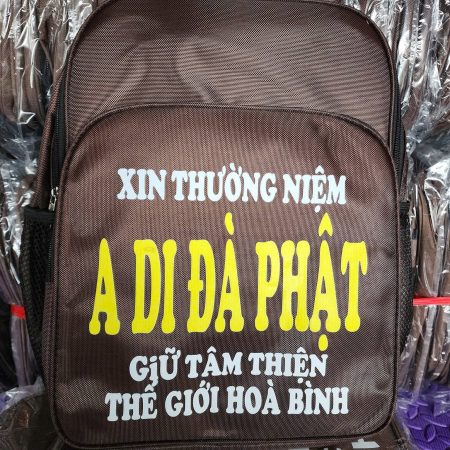 XIN THƯỜNG NIỆM
A DI ĐÀ PHẬT
GiỮ TÂM THIỆN
THẾ GIỚI HOÀ BÌNH